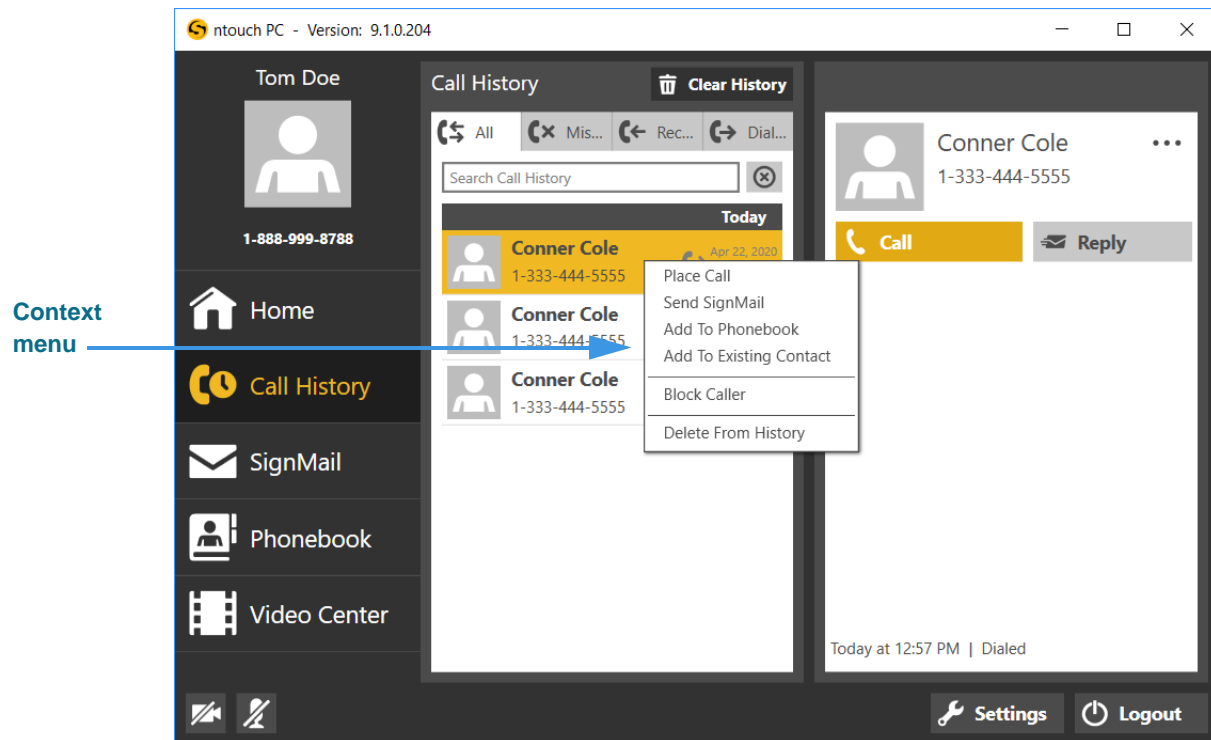 ntouch PC - Version: 9.1.0.204
Tom Doe
1-888-999-8788
Context
menu
Home
Call History
SignMail
Phonebook
Video Center
Call History
Clear History
All
Mis...
Rec...
Dial...
Search Call History
Today
Conner Cole
Apr 22, 2020
1-333-444-5555
Conner Cole
1-333-444-5555
Conner Cole
1-333-444-5555
Place Call
Send SignMail
Add To Phonebook
Add To Existing Contact
Block Caller
Delete From History
Conner Cole
1-333-444-5555
Call
Reply
Today at 12:57 PM | Dialed
Settings
Logout